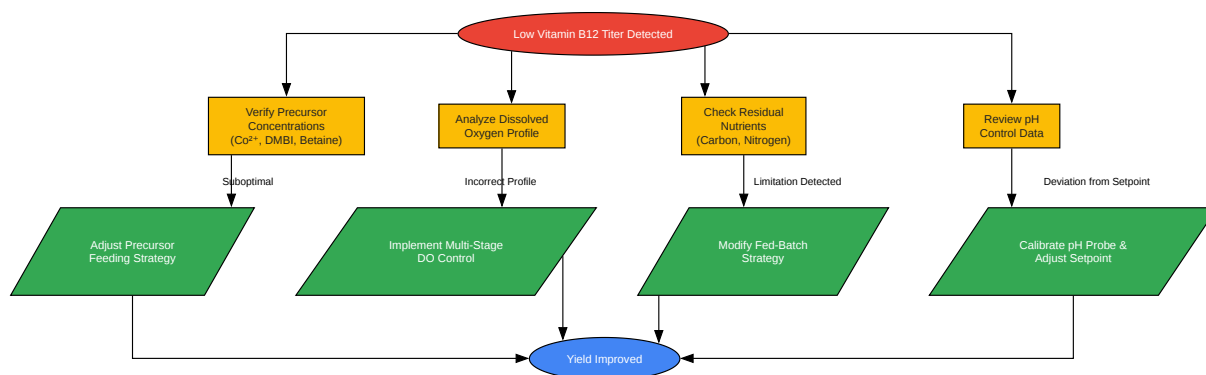 Low Vitamin B12 Titer Detected
Verify Precursor
Concentrations
(Co²⁺, DMBI, Betaine)
Analyze Dissolved
Oxygen Profile
Check Residual
Nutrients
(Carbon, Nitrogen)
Review pH
Control Data
Suboptimal
Incorrect Profile
Limitation Detected
Deviation from Setpoint
Adjust Precursor
Feeding Strategy
Implement Multi-Stage
DO Control
Modify Fed-Batch
Strategy
Calibrate pH Probe &
Adjust Setpoint
Yield Improved